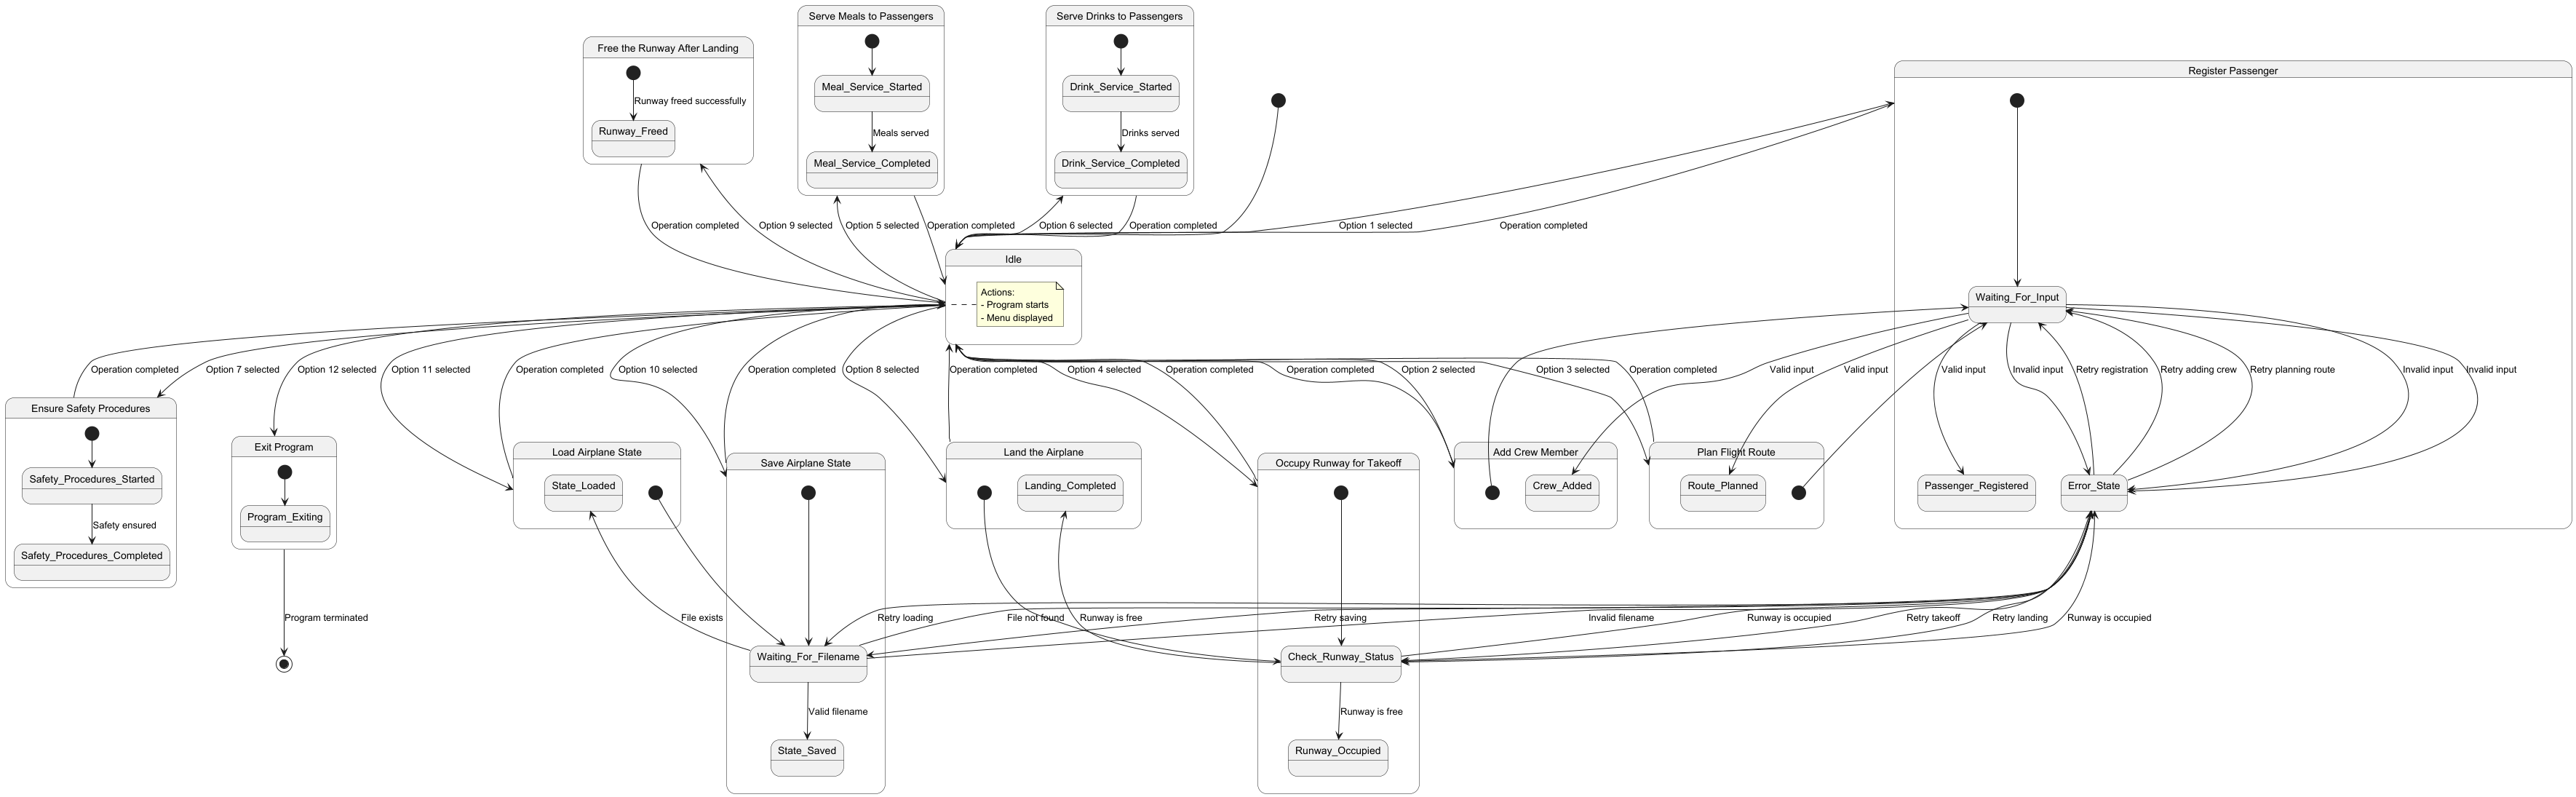 Serve Meals to Passengers
Serve Drinks to Passengers
Free the Runway After Landing
Register Passenger
Meal_Service_Started
Drink_Service_Started
Runway freed successfully
Runway_Freed
Meals served
Drinks served
Meal_Service_Completed
Drink_Service_Completed
Operation completed
Option 9 selected
Option 5 selected
Operation completed
Option 6 selected
Operation completed
Option 1 selected
Operation completed
Idle
Actions:
- Program starts
- Menu displayed
Waiting_For_Input
Operation completed
Option 7 selected
Option 12 selected
Option 11 selected
Operation completed
Option 10 selected
Operation completed
Option 8 selected
Operation completed
Option 4 selected
Operation completed
Operation completed
Option 2 selected
Option 3 selected
Operation completed
Valid input
Valid input
Valid input
Invalid input
Retry registration
Retry adding crew
Retry planning route
Invalid input
Invalid input
Ensure Safety Procedures
Exit Program
Load Airplane State
Save Airplane State
Land the Airplane
Occupy Runway for Takeoff
Add Crew Member
Plan Flight Route
Safety_Procedures_Started
Program_Exiting
State_Loaded
Landing_Completed
Crew_Added
Route_Planned
Passenger_Registered
Error_State
Safety ensured
Safety_Procedures_Completed
Program terminated
File exists
Retry loading
File not found
Runway is free
Retry saving
Invalid filename
Runway is occupied
Retry takeoff
Retry landing
Runway is occupied
Waiting_For_Filename
Check_Runway_Status
Valid filename
Runway is free
State_Saved
Runway_Occupied